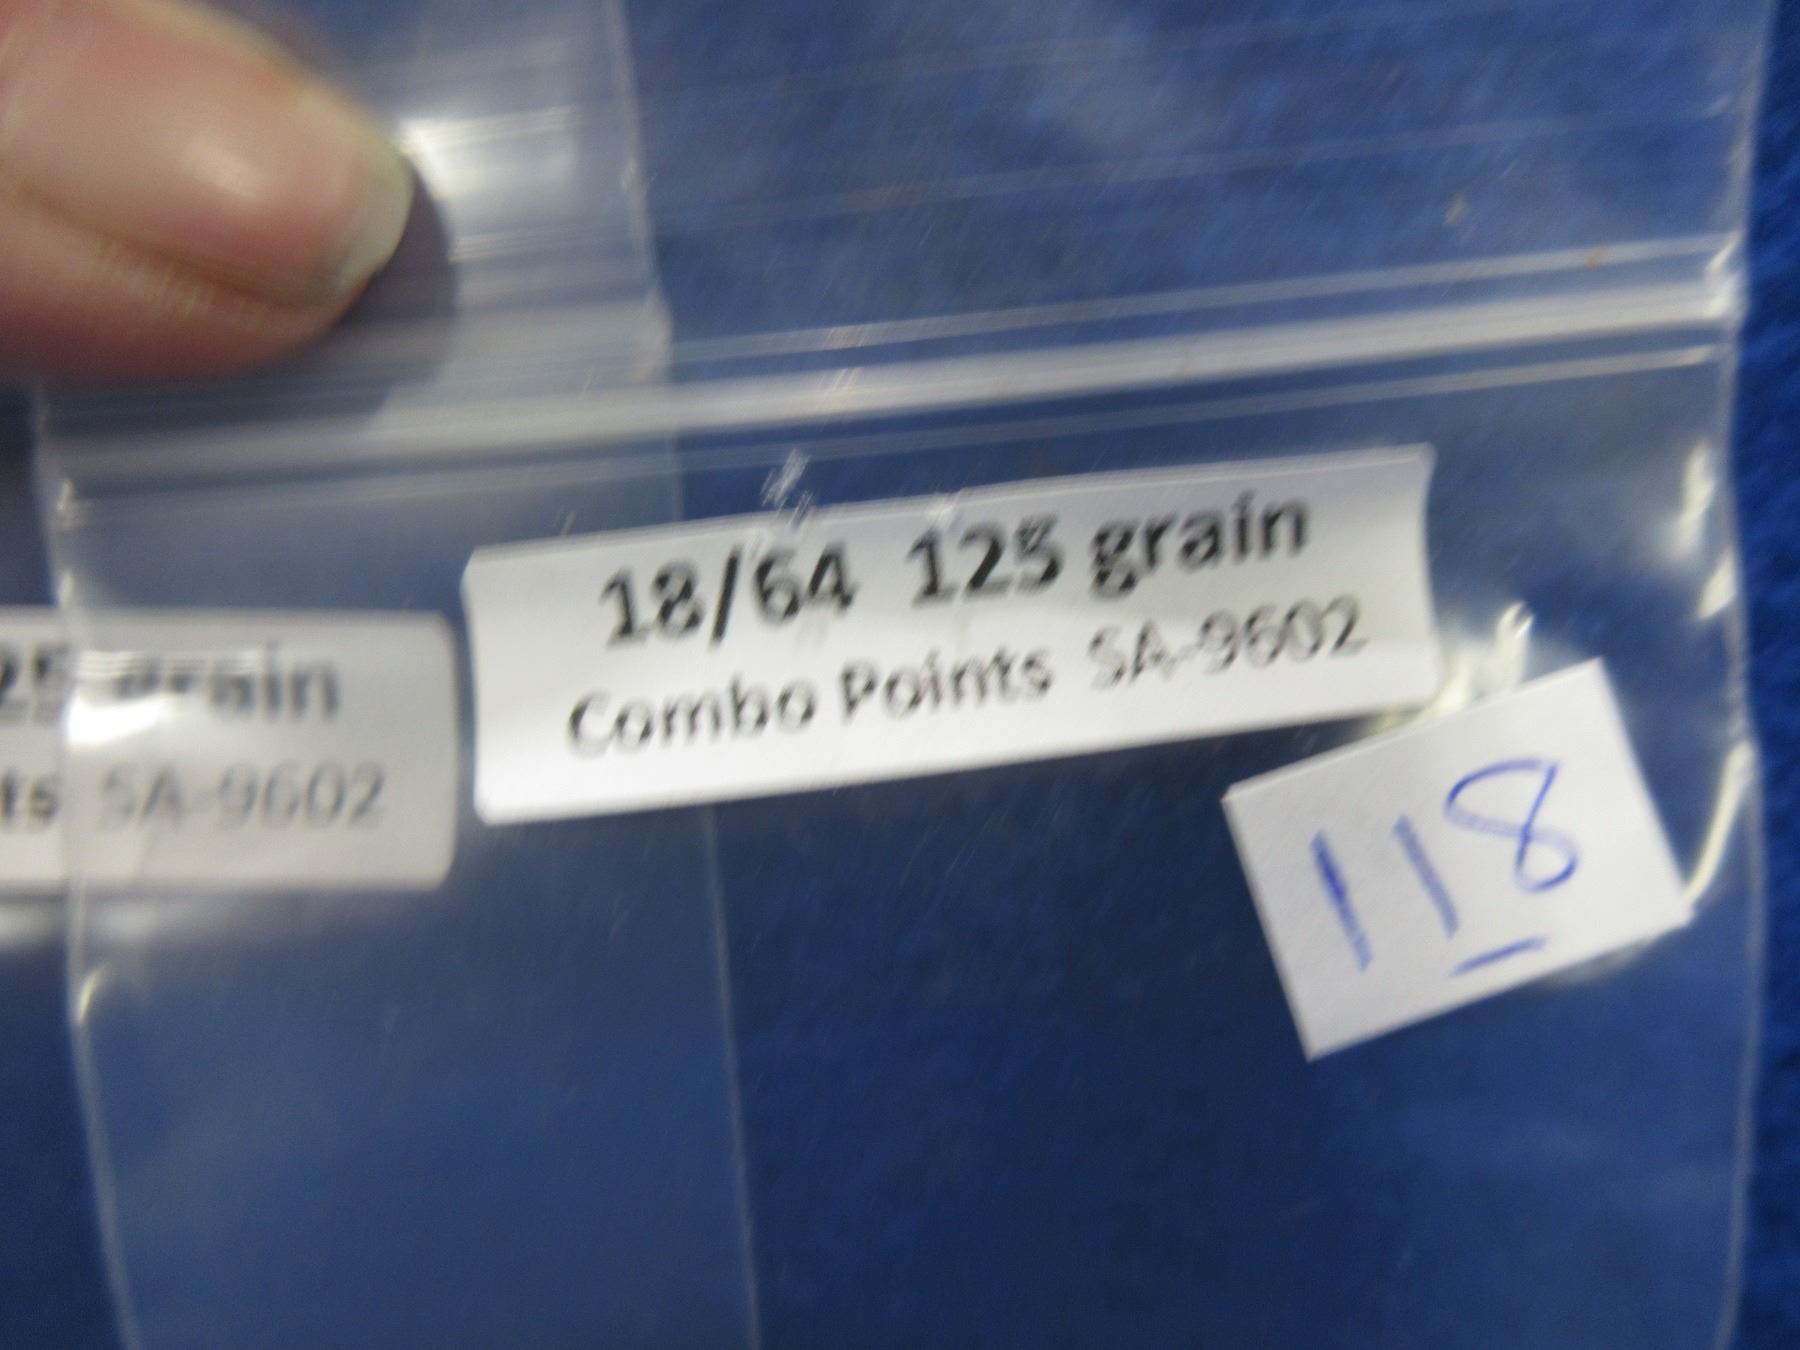 18/64 125 grain
Combo Points SA-9602
25 grain
ts SA-9602
118